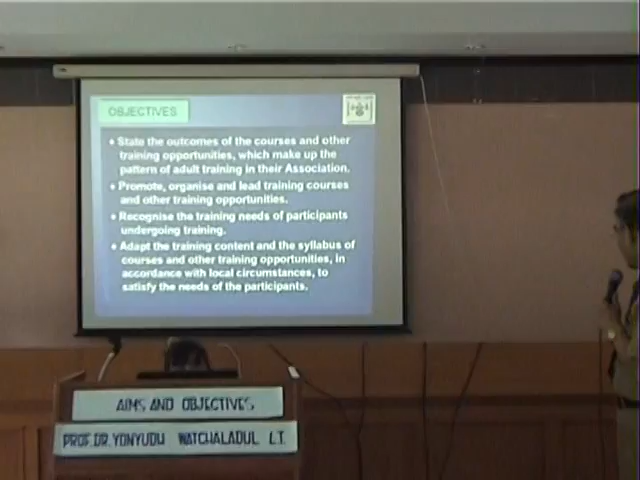 OBJECTIVES
• State the outcomes of the courses and other
training opportunities, which make up the
pattern of adult training in their Association.
• Promote, organise and lead training courses
and other training opportunities.
• Recognise the training needs of participants
undergoing training.
• Adapt the training content and the syllabus of
courses and other training opportunities, in
accordance with local circumstances, to
satisfy the needs of the participants.
AIMS AND OBJECTIVES
PROF.DR.YONYUDH WATCHALADUL L.T.